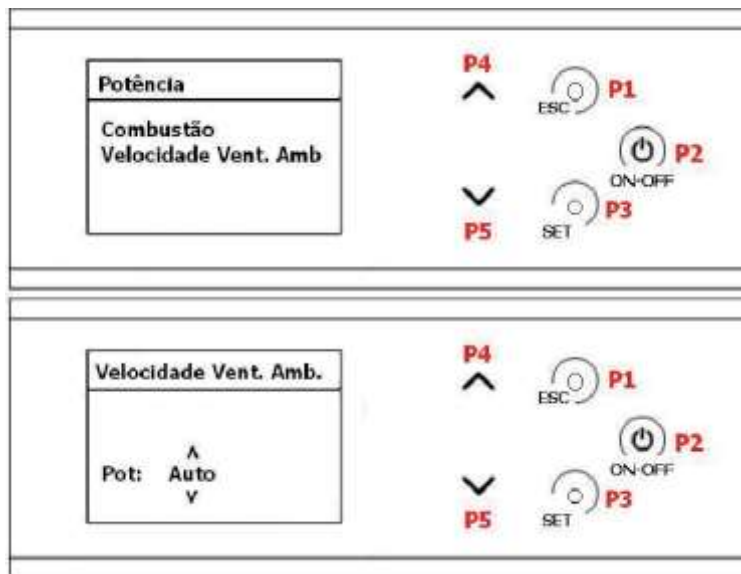 Potência
Combustão
Velocidade Vent. Amb
P4
ESC
P1
ON-OFF
P2
P5
SET
P3
Velocidade Vent. Amb.
Pot: Auto
P4
ESC
P1
ON-OFF
P2
P5
SET
P3